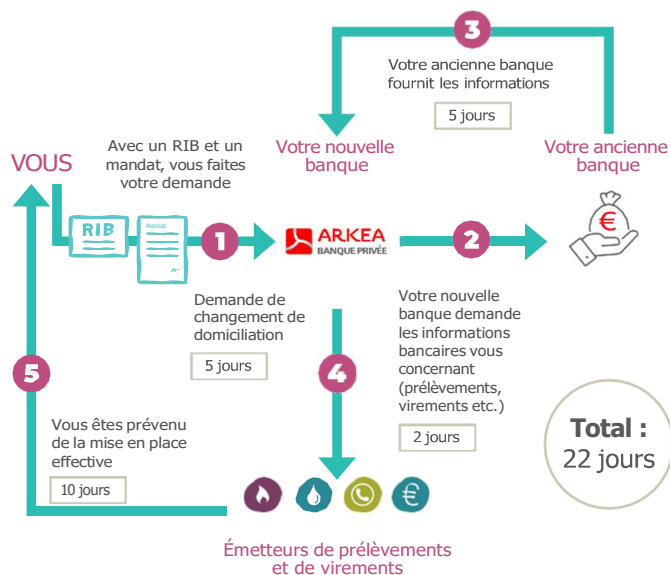 3
Votre ancienne banque
fournit les informations
5 jours
VOUS
Avec un RIB et un
mandat, vous faites
votre demande
Votre nouvelle
banque
Votre ancienne
banque
RIB
Mandat
1
ARKEA
BANQUE PRIVÉE
2
€
Demande de
changement de
domiciliation
5 jours
4
Votre nouvelle
banque demande
les informations
bancaires vous
concernant
(prélèvements,
virements etc.)
2 jours
5
Vous êtes prévenu
de la mise en place
effective
10 jours
Total :
22 jours
€
Émetteurs de prélèvements
et de virements